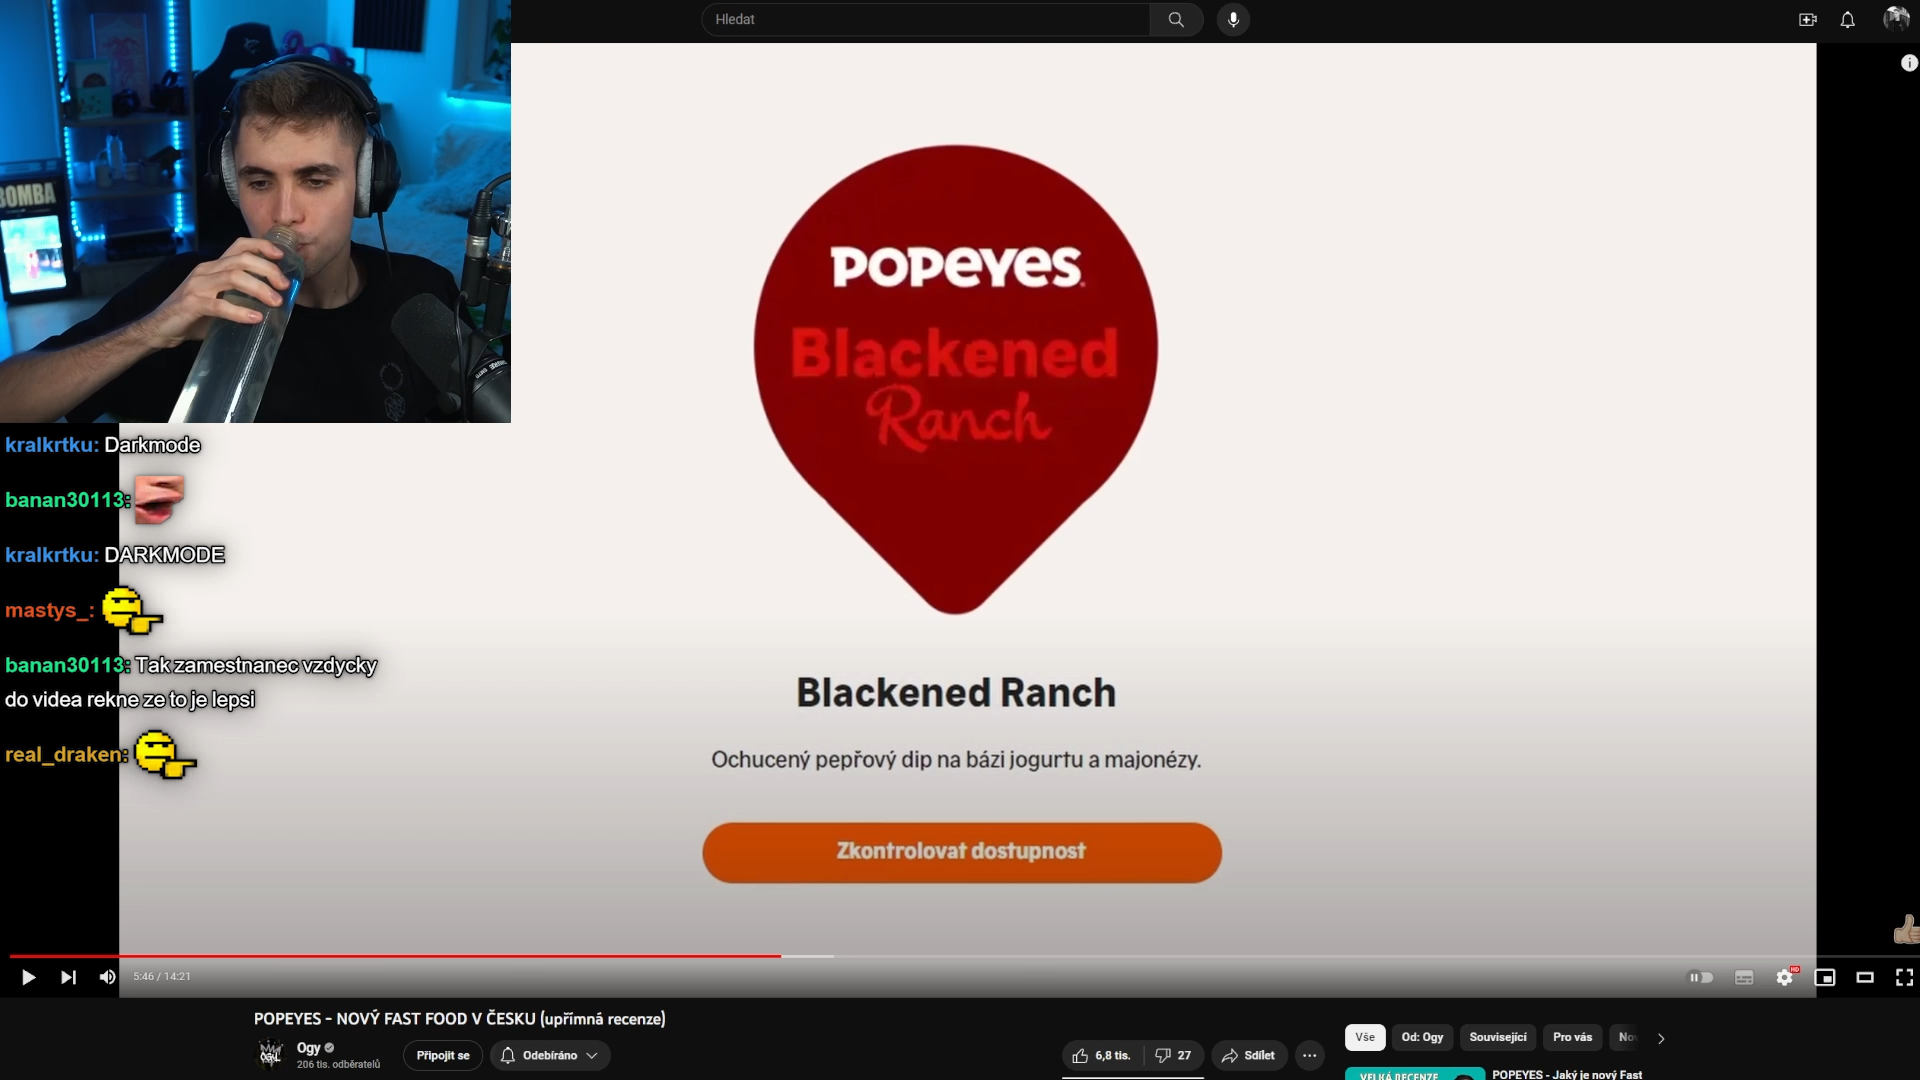 Hledat
BOMBA
POPEYES
Blackened
Ranch
kralkrtku: Darkmode
banan30113:
kralkrtku: DARKMODE
mastys_:
banan30113: Tak zamestnanec vzdycky
do videa rekne ze to je lepsi
real_draken:
Blackened Ranch
Ochucený pepřový dip na bázi jogurtu a majonézy.
Zkontrolovat dostupnost
5:46 / 14:21
HD
POPEYES - NOVÝ FAST FOOD V ČESKU (upřímná recenze)
Ogy
206 tis. odběratelů
Připojit se
Odebíráno
6,8 tis.
27
Sdílet
Vše
Od: Ogy
Související
Pro vás
VELKÁ RECENZE
POPEYES - Jaký je nový Fast